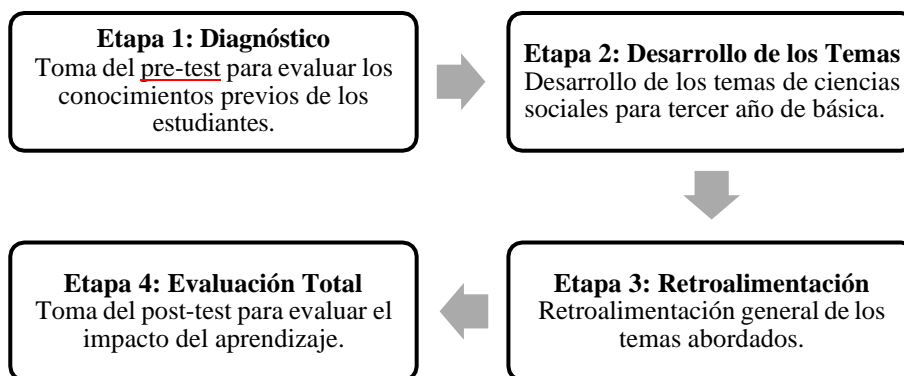 Etapa 1: Diagnóstico
Toma del pre-test para evaluar los
conocimientos previos de los
estudiantes.
Etapa 2: Desarrollo de los Temas
Desarrollo de los temas de ciencias
sociales para tercer año de básica.
Etapa 3: Retroalimentación
Retroalimentación general de los
temas abordados.
Etapa 4: Evaluación Total
Toma del post-test para evaluar el
impacto del aprendizaje.